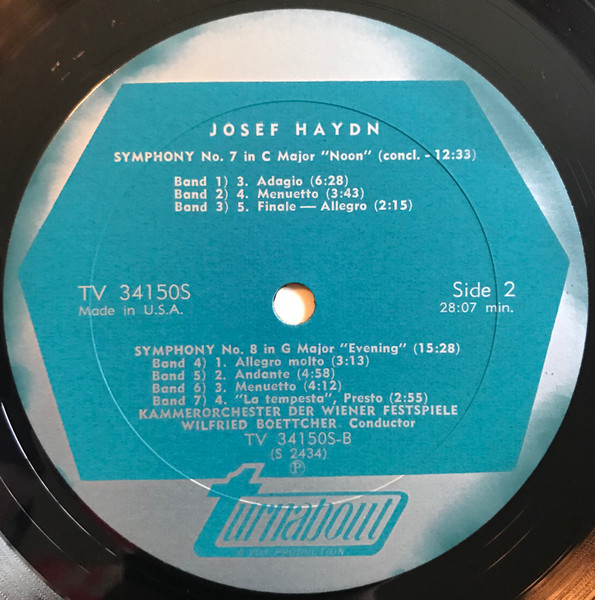 JOSEF HAYDN
SYMPHONY No. 7 in C Major "Noon" (concl. - 12:33)
Band 1) 3. Adagio (6:28)
Band 2) 4. Menuetto (3:43)
Band 3) 5. Finale — Allegro (2:15)
TV 34150S
Made in U.S.A.
Side 2
28:07 min.
SYMPHONY No. 8 in G Major "Evening" (15:28)
Band 4) 1. Allegro molto (3:13)
Band 5) 2. Andante (4:58)
Band 6) 3. Menuetto (4:12)
Band 7) 4. "La tempesta", Presto (2:55)
KAMMERORCHESTER DER WIENER FESTSPIELE
WILFRIED BOETTCHER Conductor
TV 34150S-B
(S 2434)
Ⓟ
Turnabout
A VOX PRODUCTION